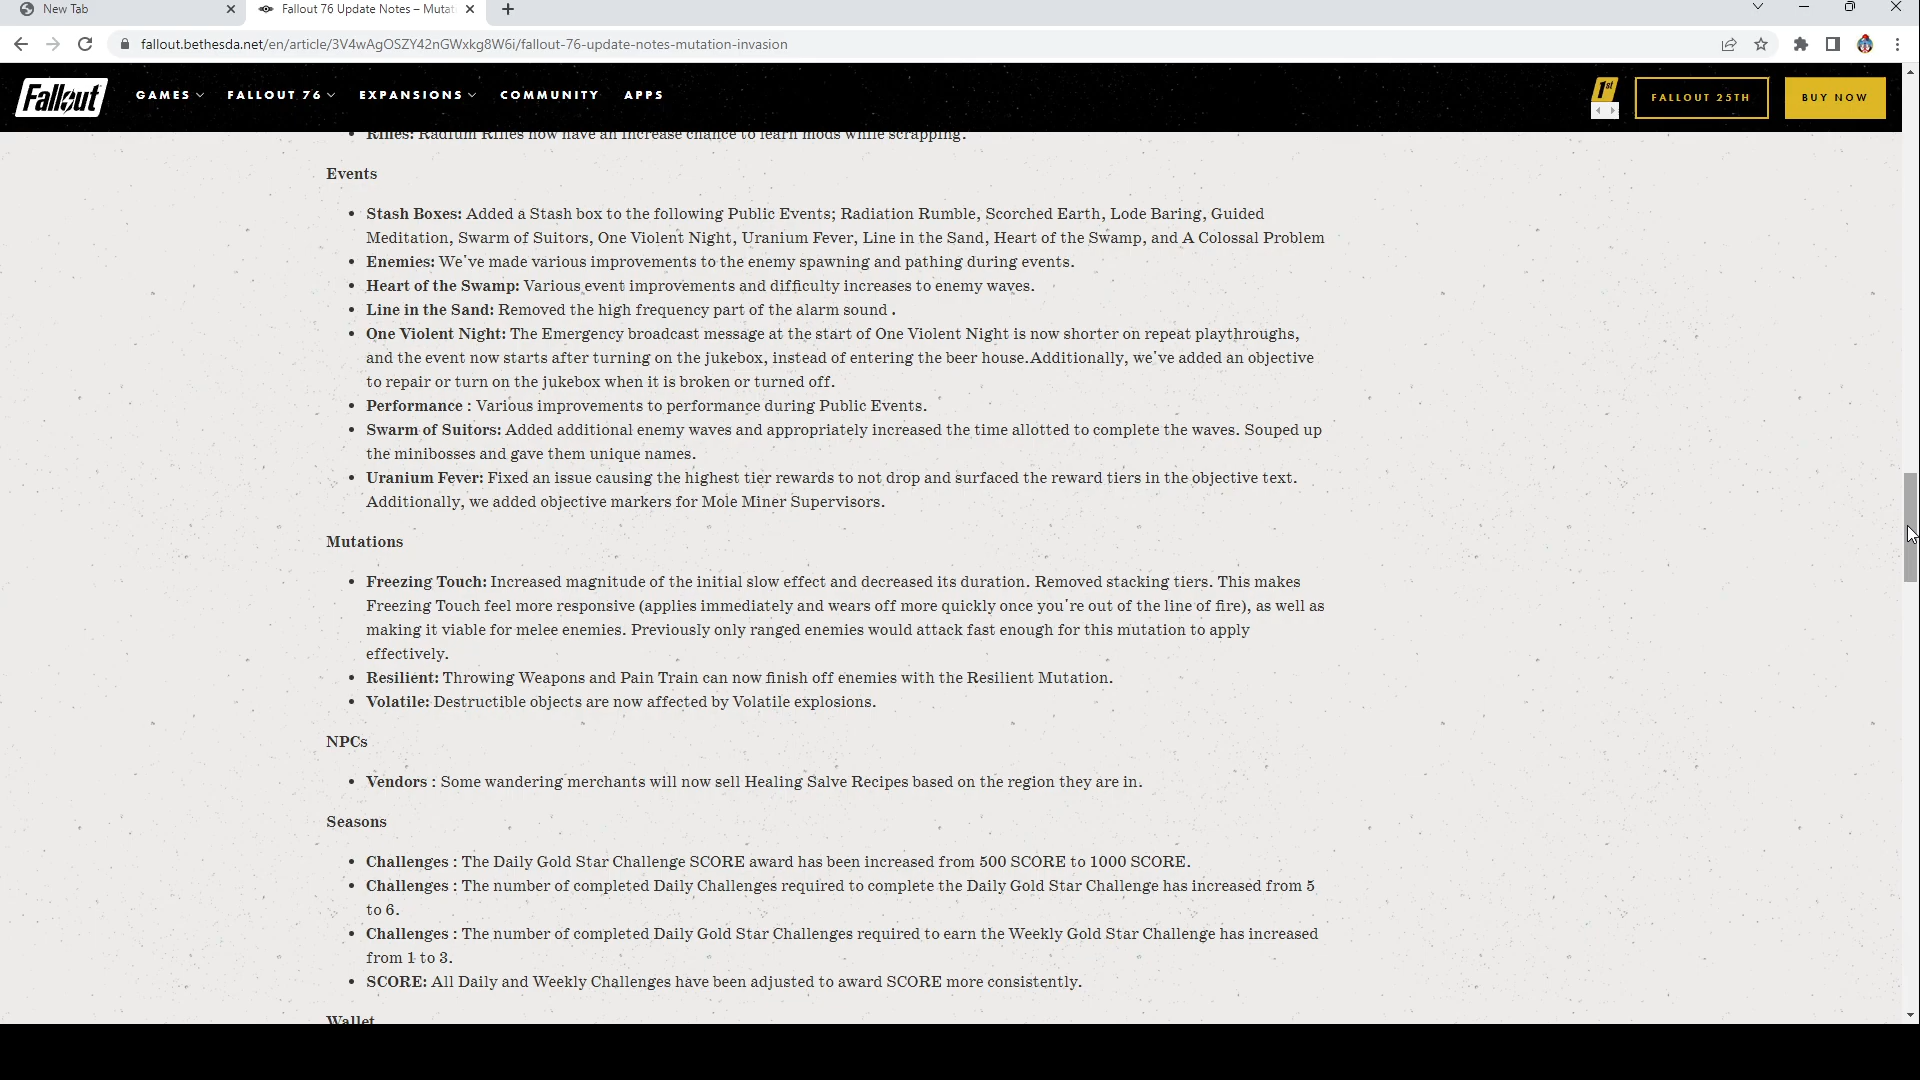 New Tab
Fallout 76 Update Notes – Mutat
fallout.bethesda.net/en/article/3V4wAgOSZY42nGWxkg8W6i/fallout-76-update-notes-mutation-invasion
Fallout
GAMES
FALLOUT 76
EXPANSIONS
COMMUNITY
APPS
1st
FALLOUT 25TH
BUY NOW
• Rifles: Radium Rifles now have an increase chance to learn mods while scrapping.
Events
• Stash Boxes: Added a Stash box to the following Public Events; Radiation Rumble, Scorched Earth, Lode Baring, Guided
Meditation, Swarm of Suitors, One Violent Night, Uranium Fever, Line in the Sand, Heart of the Swamp, and A Colossal Problem
• Enemies: We've made various improvements to the enemy spawning and pathing during events.
• Heart of the Swamp: Various event improvements and difficulty increases to enemy waves.
• Line in the Sand: Removed the high frequency part of the alarm sound .
• One Violent Night: The Emergency broadcast message at the start of One Violent Night is now shorter on repeat playthroughs,
and the event now starts after turning on the jukebox, instead of entering the beer house.Additionally, we've added an objective
to repair or turn on the jukebox when it is broken or turned off.
• Performance : Various improvements to performance during Public Events.
• Swarm of Suitors: Added additional enemy waves and appropriately increased the time allotted to complete the waves. Souped up
the minibosses and gave them unique names.
• Uranium Fever: Fixed an issue causing the highest tier rewards to not drop and surfaced the reward tiers in the objective text.
Additionally, we added objective markers for Mole Miner Supervisors.
Mutations
• Freezing Touch: Increased magnitude of the initial slow effect and decreased its duration. Removed stacking tiers. This makes
Freezing Touch feel more responsive (applies immediately and wears off more quickly once you're out of the line of fire), as well as
making it viable for melee enemies. Previously only ranged enemies would attack fast enough for this mutation to apply
effectively.
• Resilient: Throwing Weapons and Pain Train can now finish off enemies with the Resilient Mutation.
• Volatile: Destructible objects are now affected by Volatile explosions.
NPCs
• Vendors : Some wandering merchants will now sell Healing Salve Recipes based on the region they are in.
Seasons
• Challenges : The Daily Gold Star Challenge SCORE award has been increased from 500 SCORE to 1000 SCORE.
• Challenges : The number of completed Daily Challenges required to complete the Daily Gold Star Challenge has increased from 5
to 6.
• Challenges : The number of completed Daily Gold Star Challenges required to earn the Weekly Gold Star Challenge has increased
from 1 to 3.
• SCORE: All Daily and Weekly Challenges have been adjusted to award SCORE more consistently.
Wallet